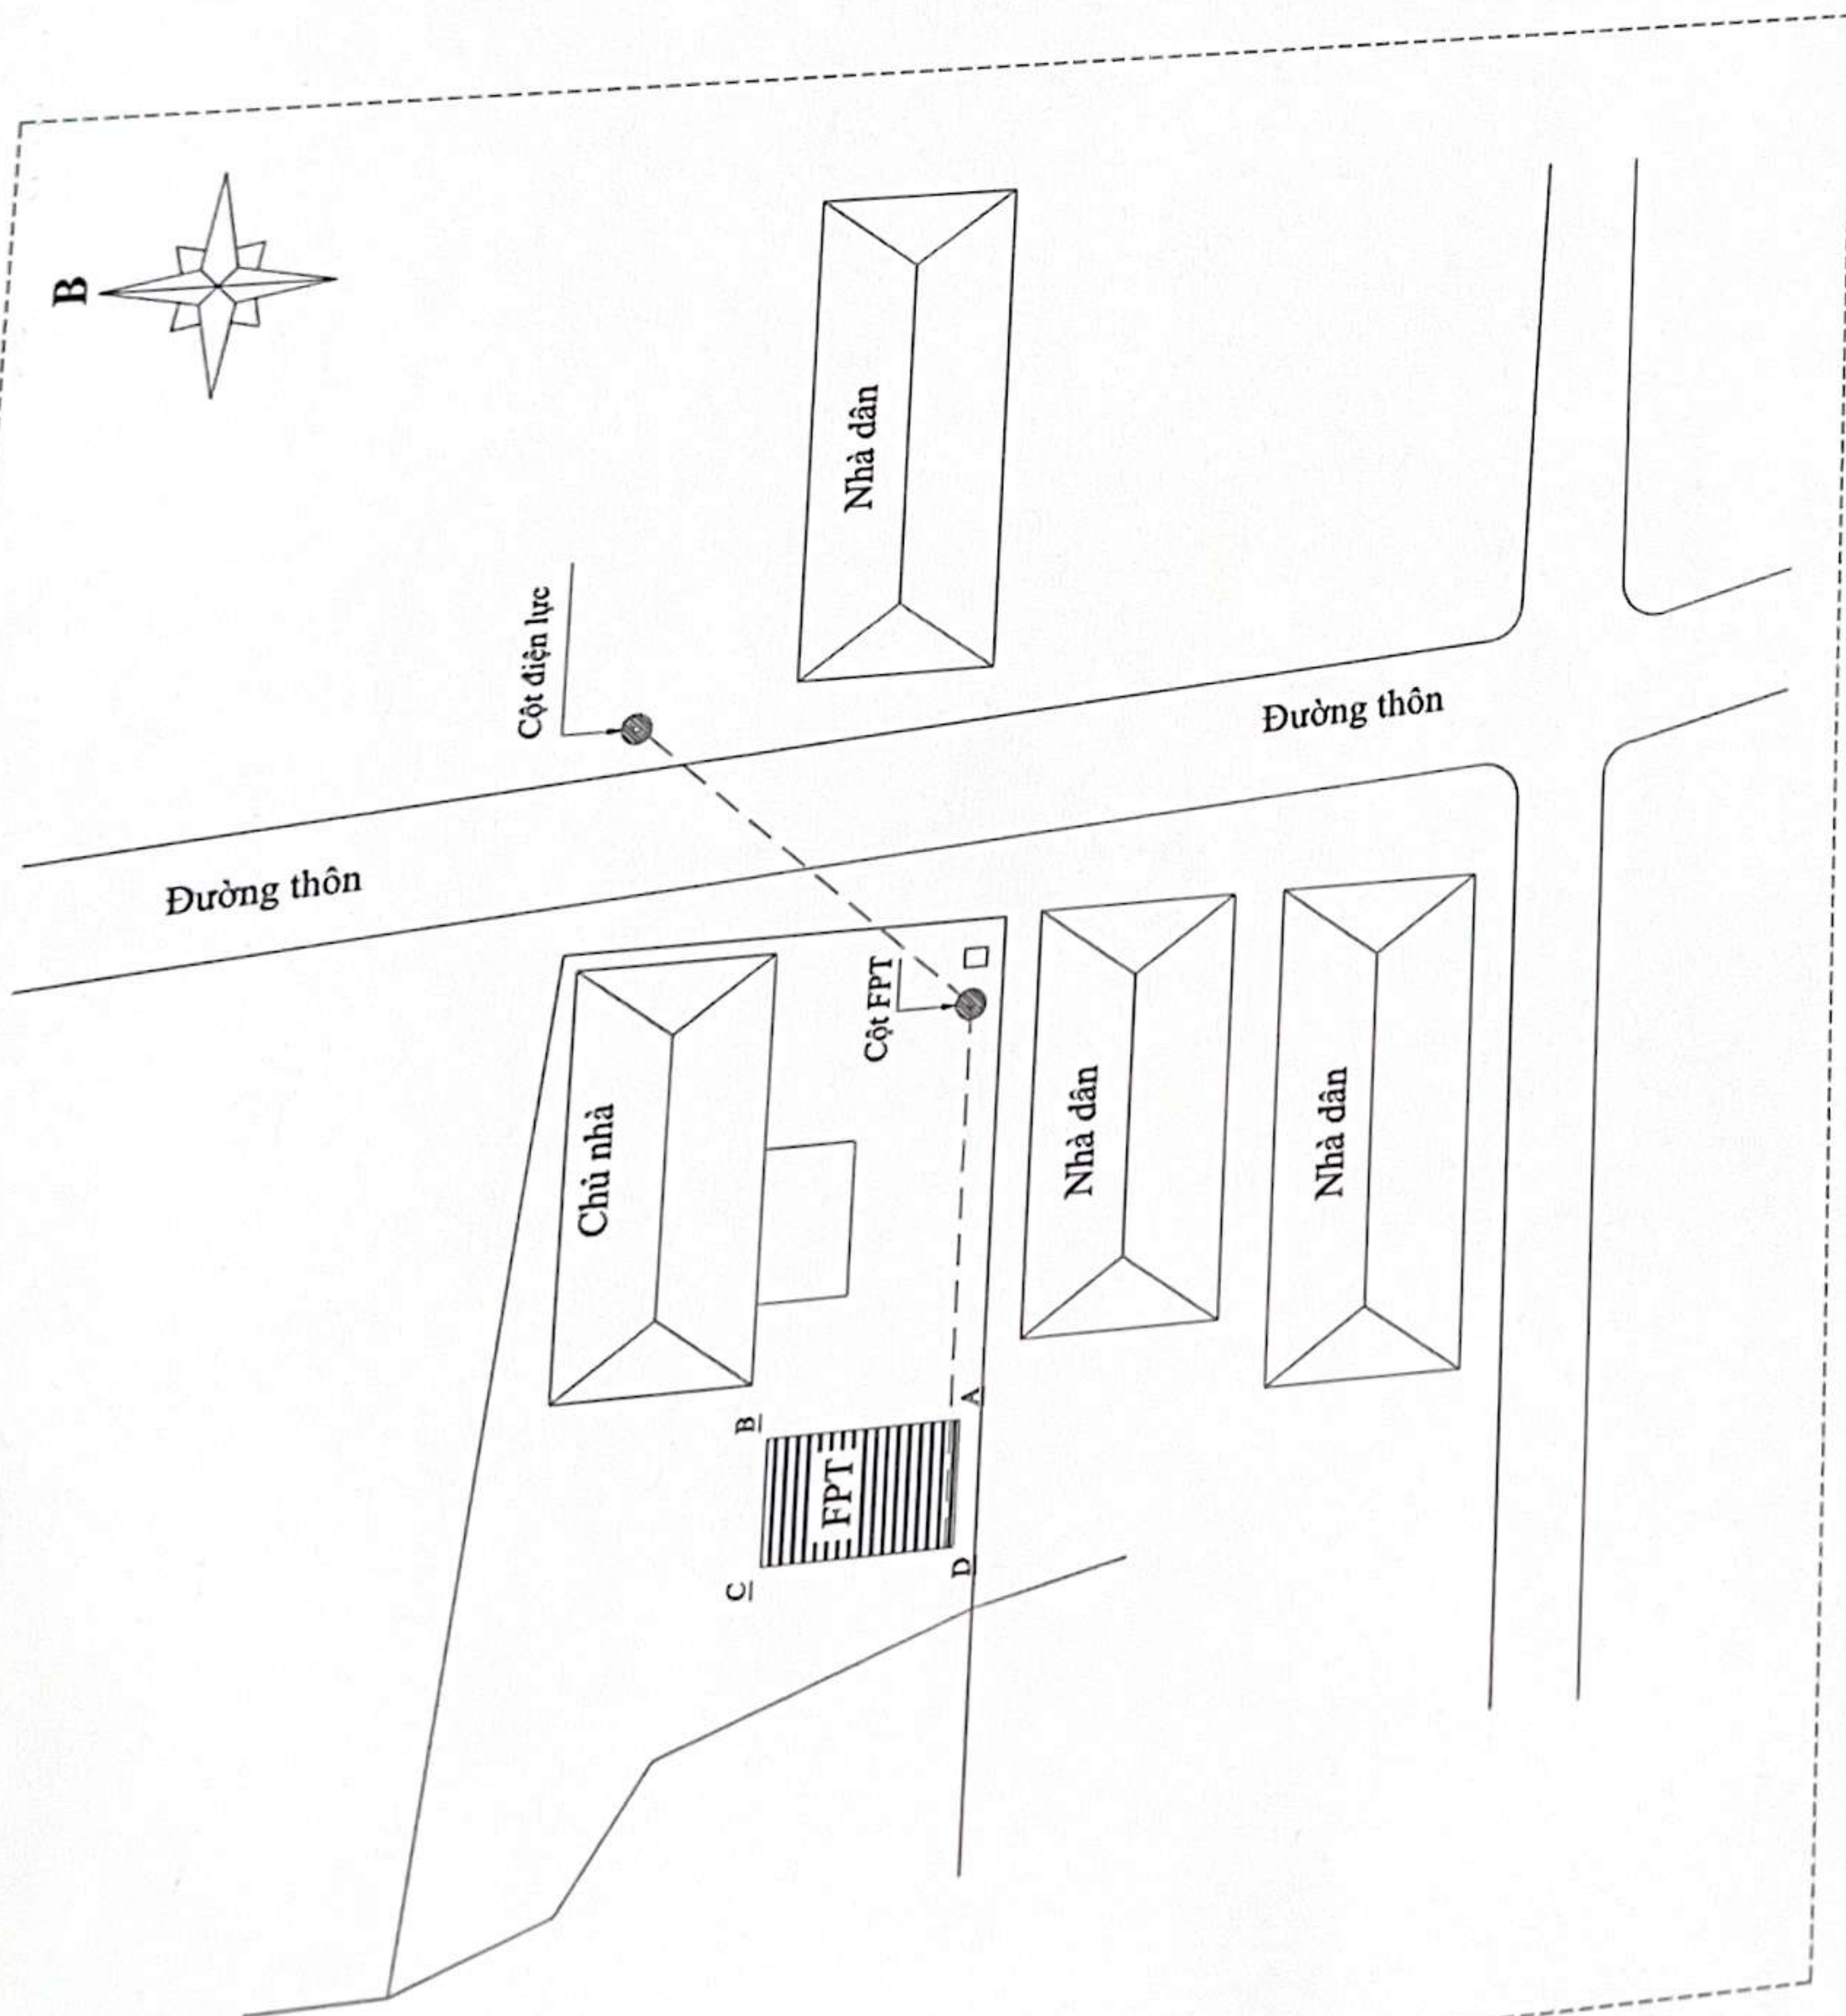 B
Cột điện lực
Nhà dân
Đường thôn
Đường thôn
Chủ nhà
Cột FPT
Nhà dân
Nhà dân
B
A
FPT
C
D